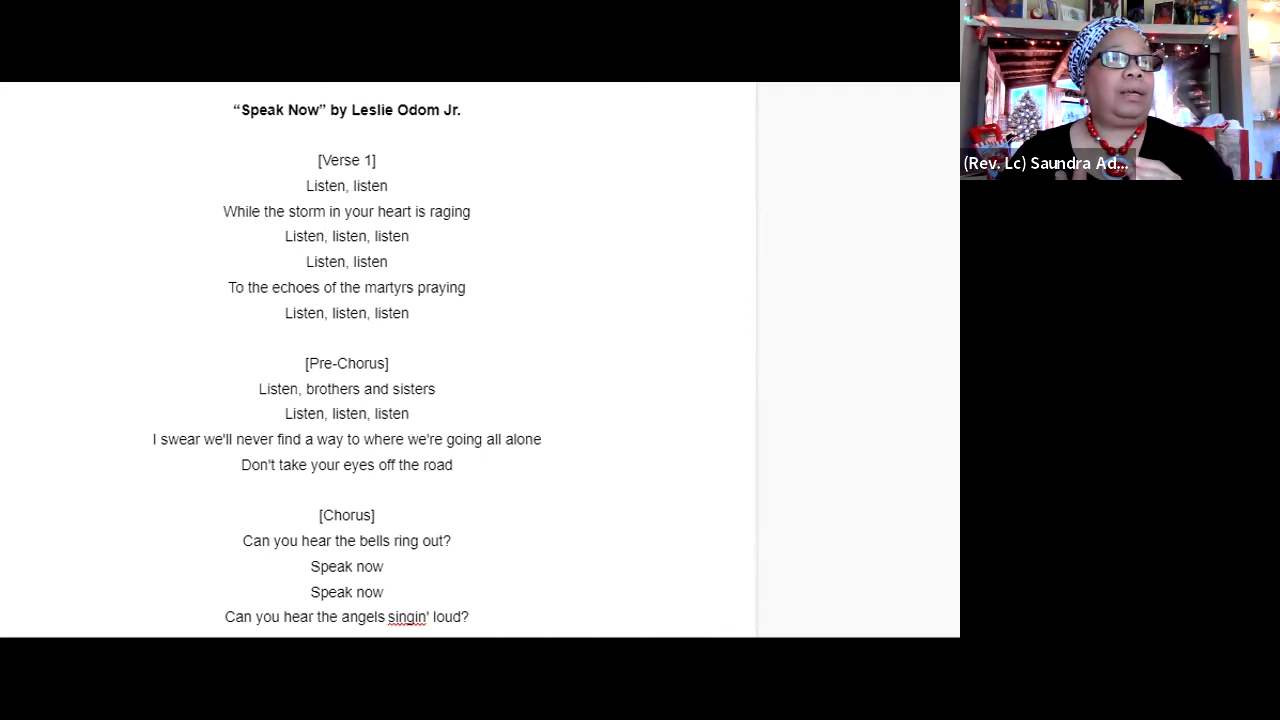 “Speak Now” by Leslie Odom Jr.
[Verse 1]
Listen, listen
While the storm in your heart is raging
Listen, listen, listen
Listen, listen
To the echoes of the martyrs praying
Listen, listen, listen
[Pre-Chorus]
Listen, brothers and sisters
Listen, listen, listen
I swear we'll never find a way to where we're going all alone
Don't take your eyes off the road
[Chorus]
Can you hear the bells ring out?
Speak now
Speak now
Can you hear the angels singin' loud?
(Rev. Lc) Saundra Ad...